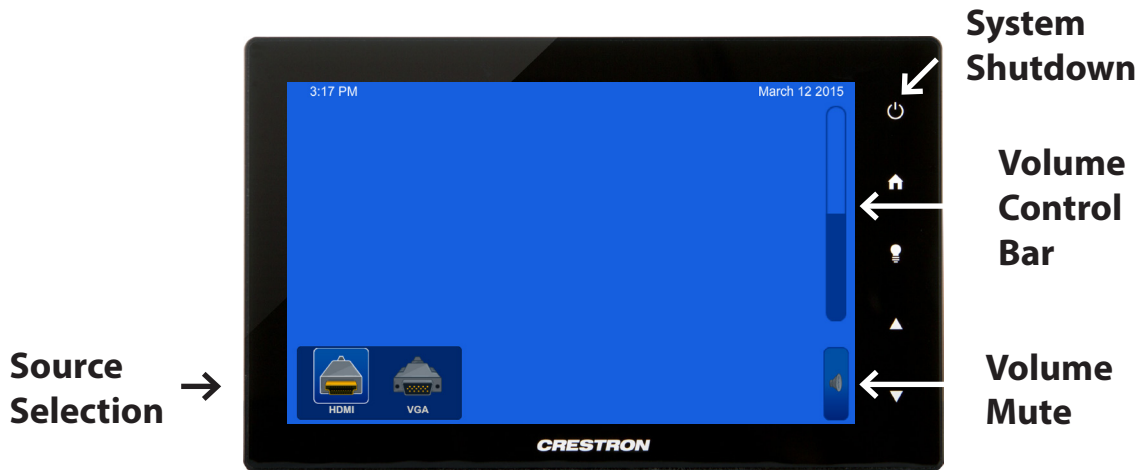 System
Shutdown
3:17 PM
March 12 2015
Volume
Control
Bar
Source
Selection
HDMI
VGA
Volume
Mute
CRESTRON